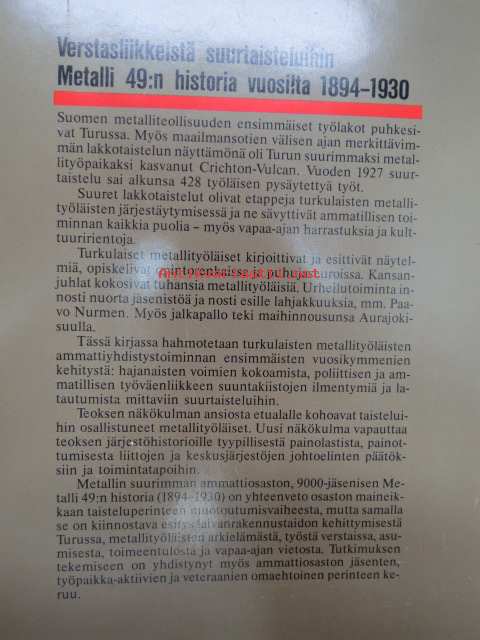 Verstasliikkeistä suurtaisteluihin
Metalli 49:n historia vuosilta 1894–1930
Suomen metalliteollisuuden ensimmäiset työlakot puhkesi-
vat Turussa. Myös maailmansotien välisen ajan merkittävim-
män lakkotaistelun näyttämönä oli Turun suurimmaksi metal-
lityöpaikaksi kasvanut Crichton-Vulcan. Vuoden 1927 suur-
taistelu sai alkunsa 428 työläisen pysäytettyä työt.
Suuret lakkotaistelut olivat etappeja turkulaisten metalli-
työläisten järjestäytymisessä ja ne sävyttivät ammatillisen toi-
minnan kaikkia puolia – myös vapaa-ajan harrastuksia ja kult-
tuuririentoja.
Turkulaiset metallityöläiset kirjoittivat ja esittivät näytel-
miä, opiskelivat opintorenkaissa ja puhujaseuroissa. Kansan-
juhlat kokosivat tuhansia metallityöläisiä. Urheilutoiminta in-
nosti nuorta jäsenistöä ja nosti esille lahjakkuuksia, mm. Paa-
vo Nurmen. Myös jalkapallo teki maihinnousunsa Aurajoki-
suulla.
Tässä kirjassa hahmotetaan turkulaisten metallityöläisten
ammattiyhdistystoiminnan ensimmäisten vuosikymmenien
kehitystä: hajanaisten voimien kokoamista, poliittisen ja am-
matillisen työväenliikkeen suuntakiistojen ilmentymiä ja la-
tautumista mittaviin suurtaisteluihin.
Teoksen näkökulman ansiosta etualalle kohoavat taistelui-
hin osallistuneet metallityöläiset. Uusi näkökulma vapauttaa
teoksen järjestöhistorioille tyypillisestä painolastista, painot-
tumisesta liittojen ja keskusjärjestöjen johtoelinten päätök-
siin ja toimintatapoihin.
Metallin suurimman ammattiosaston, 9000-jäsenisen Me-
talli 49:n historia (1894–1930) on yhteenveto osaston maineik-
kaan taisteluperinteen muotoutumisvaiheesta, mutta samalla
se on kiinnostava esitys laivanrakennustaidon kehittymisestä
Turussa, metallityöläisten arkielämästä, työstä verstaissa, asu-
misesta, toimeentulosta ja vapaa-ajan vietosta. Tutkimuksen
tekemiseen on yhdistynyt myös ammattiosaston jäsenten,
työpaikka-aktiivien ja veteraanien omaehtoinen perinteen ke-
ruu.